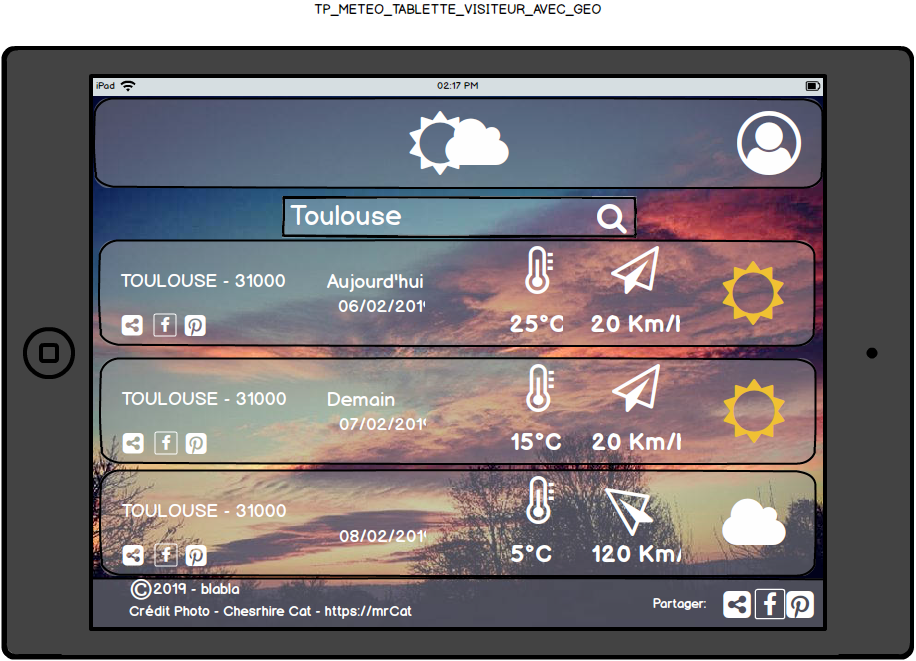 TP_METEO_TABLETTE_VISITEUR_AVEC_GEO
iPad 02:17 PM
Toulouse
TOULOUSE - 31000 Aujourd'hui
06/02/201
25°C 20 Km/
TOULOUSE - 31000 Demain
07/02/201
15°C 20 Km/
TOULOUSE - 31000
08/02/201
5°C 120 Km/
©2019 - blabla
Crédit Photo - Chesrhire Cat - https://mrCat
Partager: